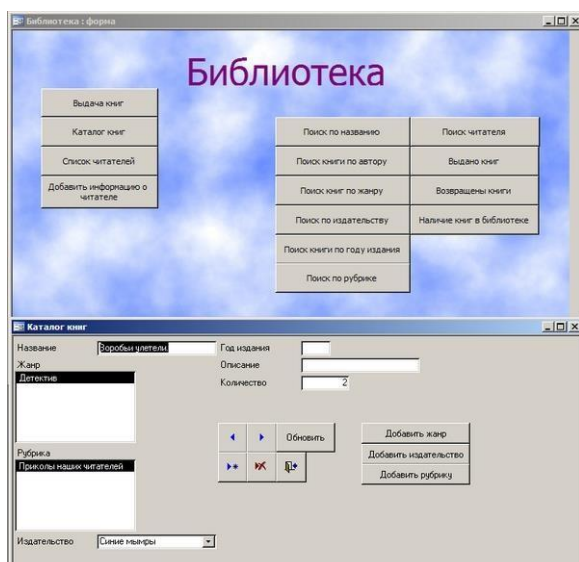 Библиотека : форма
Библиотека
Выдача книг
Каталог книг
Список читателей
Добавить информацию о
читателе
Поиск по названию
Поиск читателя
Поиск книги по автору
Выдано книг
Поиск книг по жанру
Возвращены книги
Поиск по издательству
Наличие книг в библиотеке
Поиск книги по году издания
Поиск по рубрике
Каталог книг
Название
Воробьи улетели.
Год издания
Жанр
Описание
Детектив
Количество
2
Обновить
Добавить жанр
Рубрика
Добавить издательство
Приколы наших читателей
Добавить рубрику
Издательство
Синие мымры